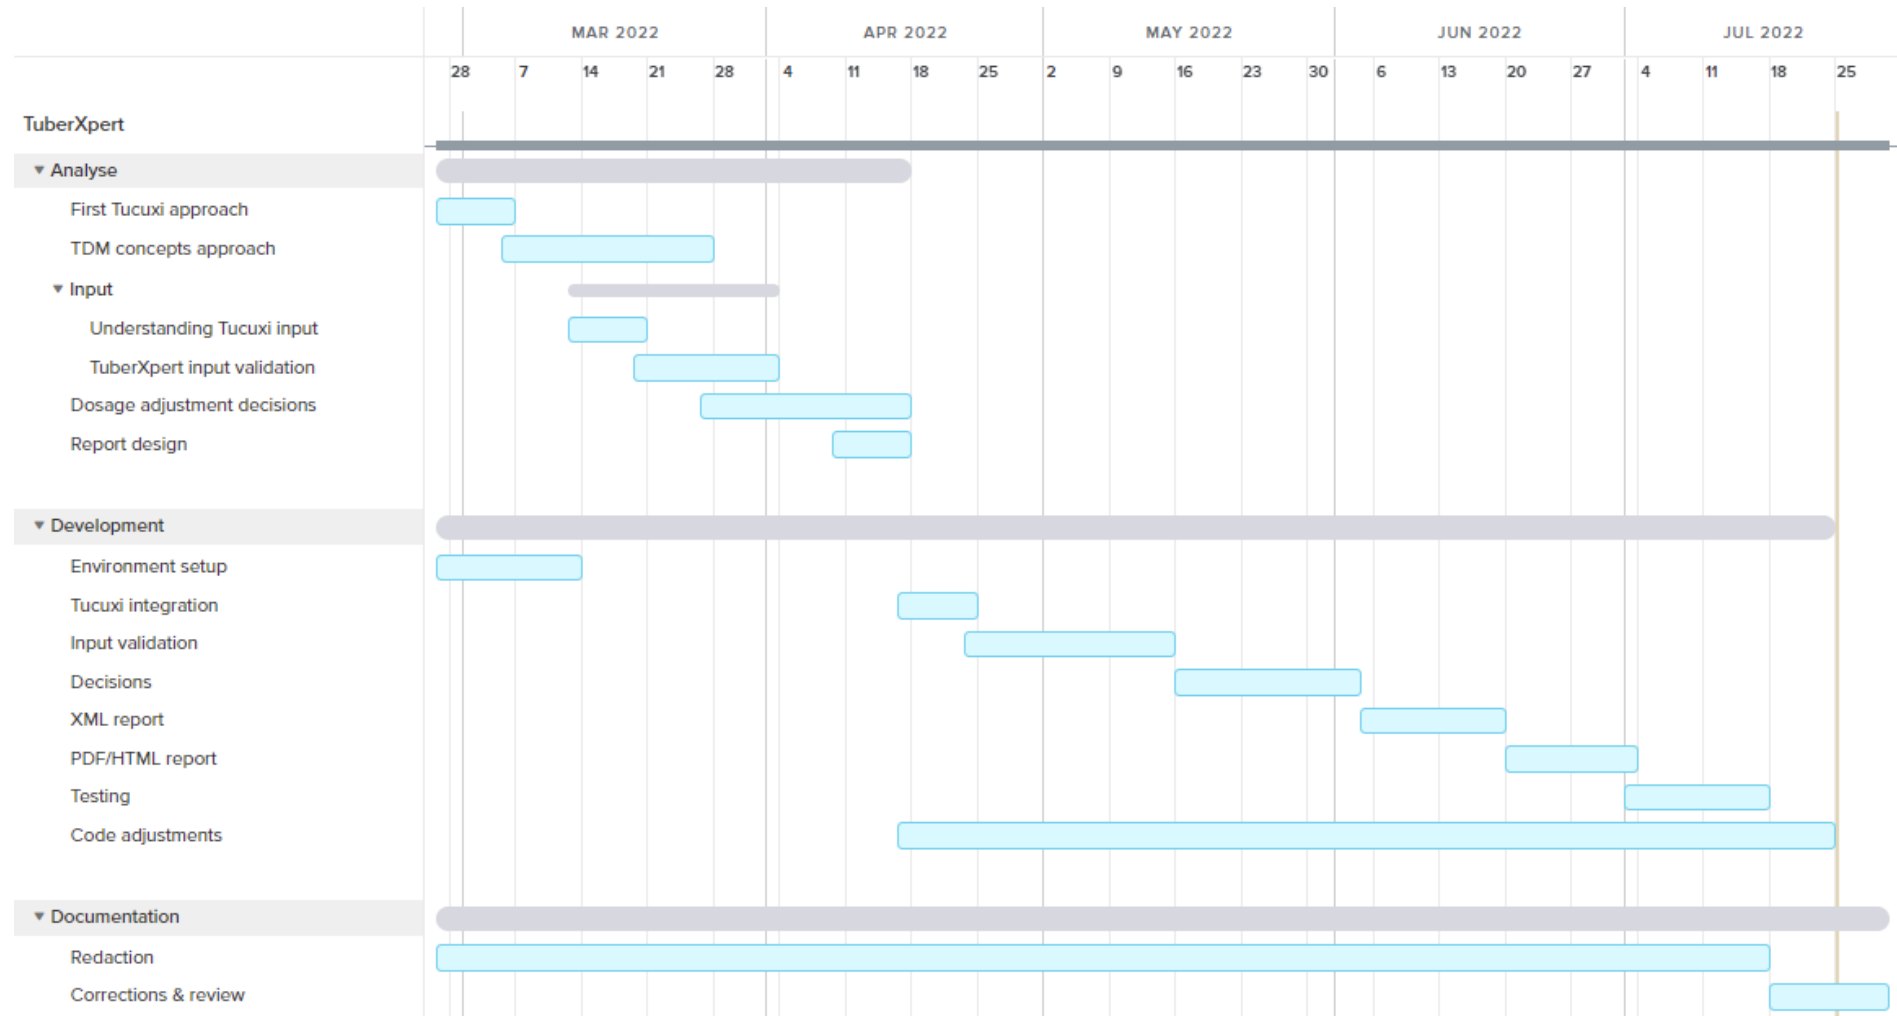 MAR 2022 APR 2022 MAY 2022 JUN 2022 JUL 2022
28 7 14 21 28 4 11 18 25 2 9 16 23 30 6 13 20 27 4 11 18 25
TuberXpert
Analyse
First Tucuxi approach
TDM concepts approach
Input
Understanding Tucuxi input
TuberXpert input validation
Dosage adjustment decisions
Report design
Development
Environment setup
Tucuxi integration
Input validation
Decisions
XML report
PDF/HTML report
Testing
Code adjustments
Documentation
Redaction
Corrections & review